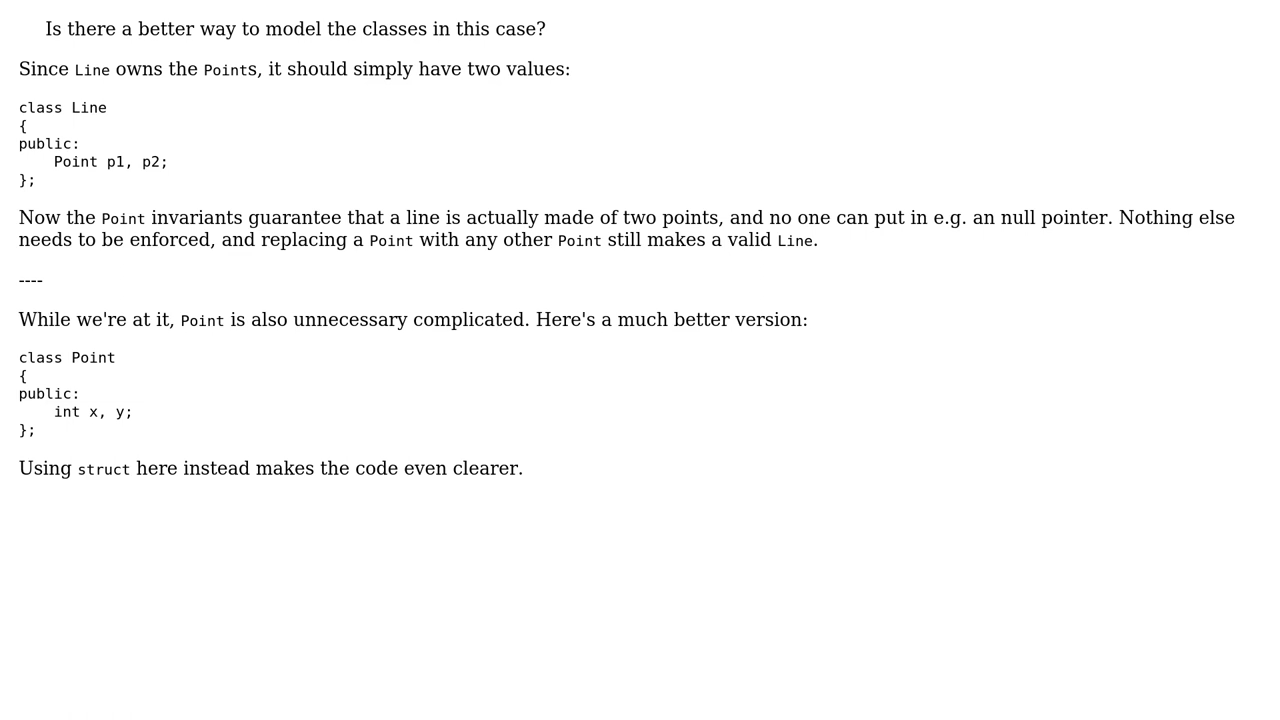 Is there a better way to model the classes in this case?
Since Line owns the Points, it should simply have two values:
class Line
{
public:
    Point p1, p2;
};
Now the Point invariants guarantee that a line is actually made of two points, and no one can put in e.g. an null pointer. Nothing else
needs to be enforced, and replacing a Point with any other Point still makes a valid Line.
----
While we're at it, Point is also unnecessary complicated. Here's a much better version:
class Point
{
public:
    int x, y;
};
Using struct here instead makes the code even clearer.